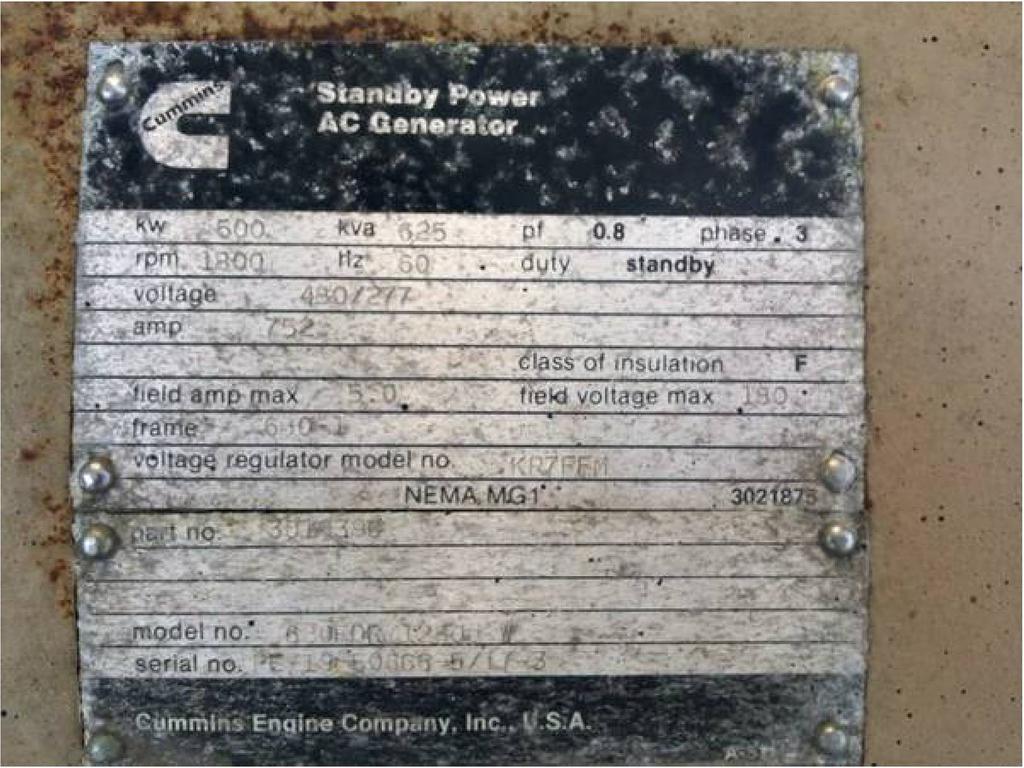 Cummins
Standby Power
AC Generator
kw 500 kva 625 pf 0.8 phase 3
rpm 1800 Hz 60 duty standby
voltage 480/277
amp 752
class of insulation F
field amp max 5.0 field voltage max
frame
voltage regulator model no.
NEMA MG1 3021875
part no.
model no.
serial no.
Cummins Engine Company, Inc., U.S.A.